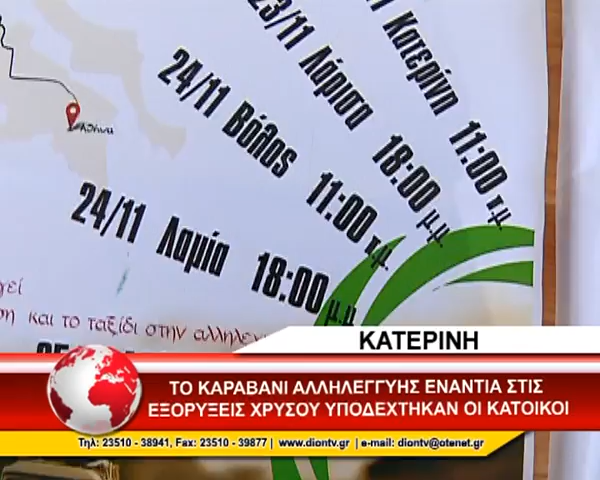 Κατερίνη 11:00 π.μ
23/11 Λάρισα 18:00 μ.μ
24/11 Βόλος 11:00 π.μ
24/11 Λαμία 18:00 μ.μ
Αθήνα
και το ταξίδι στην
ΚΑΤΕΡΙΝΗ
ΤΟ ΚΑΡΑΒΑΝΙ ΑΛΛΗΛΕΓΓΥΗΣ ΕΝΑΝΤΙΑ ΣΤΙΣ
ΕΞΟΡΥΞΕΙΣ ΧΡΥΣΟΥ ΥΠΟΔΕΧΤΗΚΑΝ ΟΙ ΚΑΤΟΙΚΟΙ
Τηλ: 23510 - 38941, Fax: 23510 - 39877 | www.diontv.gr | e-mail: diontv@otenet.gr